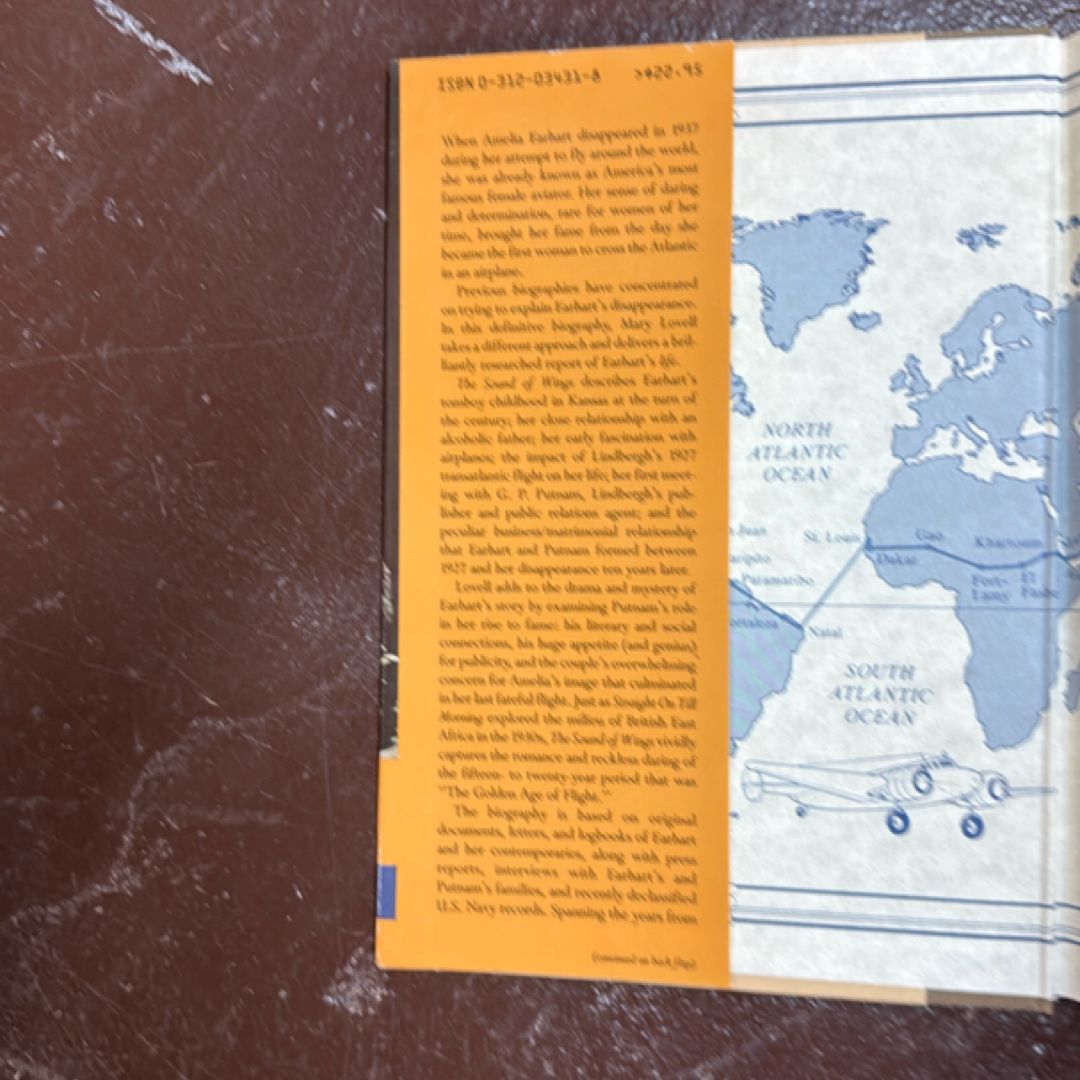 ISBN 0-312-03431-8 >$22.95
When Amelia Earhart disappeared in 1937
during her attempt to fly around the world,
she was already known as America's most
famous female aviator. Her sense of daring
and determination, rare for women of her
time, brought her fame from the day she
became the first woman to cross the Atlantic
in an airplane.
Previous biographies have concentrated
on trying to explain Earhart's disappearance.
In this definitive biography, Mary Lovell
takes a different approach and delivers a bril-
liantly researched report of Earhart's life.
The Sound of Wings describes Earhart's
tomboy childhood in Kansas at the turn of
the century; her close relationship with an
alcoholic father; her early fascination with
airplanes; the impact of Lindbergh's 1927
transatlantic flight on her life; her first meet-
ing with G. P. Putnam, Lindbergh's pub-
lisher and public relations agent; and the
peculiar business/matrimonial relationship
that Earhart and Putnam formed between
1927 and her disappearance ten years later.
Lovell adds to the drama and mystery of
Earhart's story by examining Putnam's role
in her rise to fame: his literary and social
connections, his huge appetite (and genius)
for publicity, and the couple's overwhelming
concern for Amelia's image that culminated
in her last fateful flight. Just as Straight On Till
Morning explored the milieu of British East
Africa in the 1930s, The Sound of Wings vividly
captures the romance and reckless daring of
the fifteen- to twenty-year period that was
"The Golden Age of Flight."
The biography is based on original
documents, letters, and logbooks of Earhart
and her contemporaries, along with press
reports, interviews with Earhart's and
Putnam's families, and recently declassified
U.S. Navy records. Spanning the years from
(continued on back flap)
NORTH
ATLANTIC
OCEAN
Juan
St. Louis
Gao
Khartoum
Dakar
aripito
Paramaribo
Fort-
Lamy
El
Fasher
ortaleza
Natal
SOUTH
ATLANTIC
OCEAN